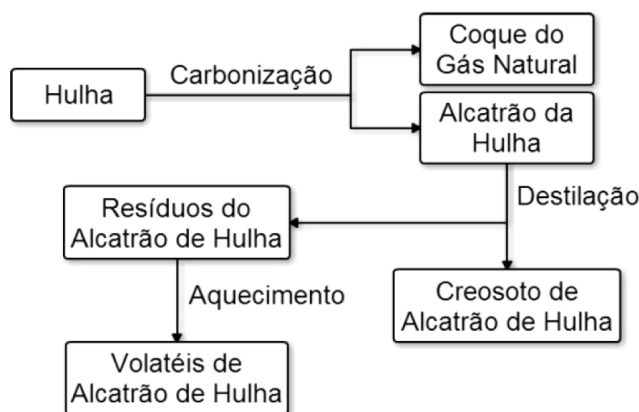 Coque do
Gás Natural
Carbonização
Hulha
Alcatrão da
Hulha
Destilação
Resíduos do
Alcatrão de Hulha
Aquecimento
Creosoto de
Alcatrão de Hulha
Volatéis de
Alcatrão de Hulha